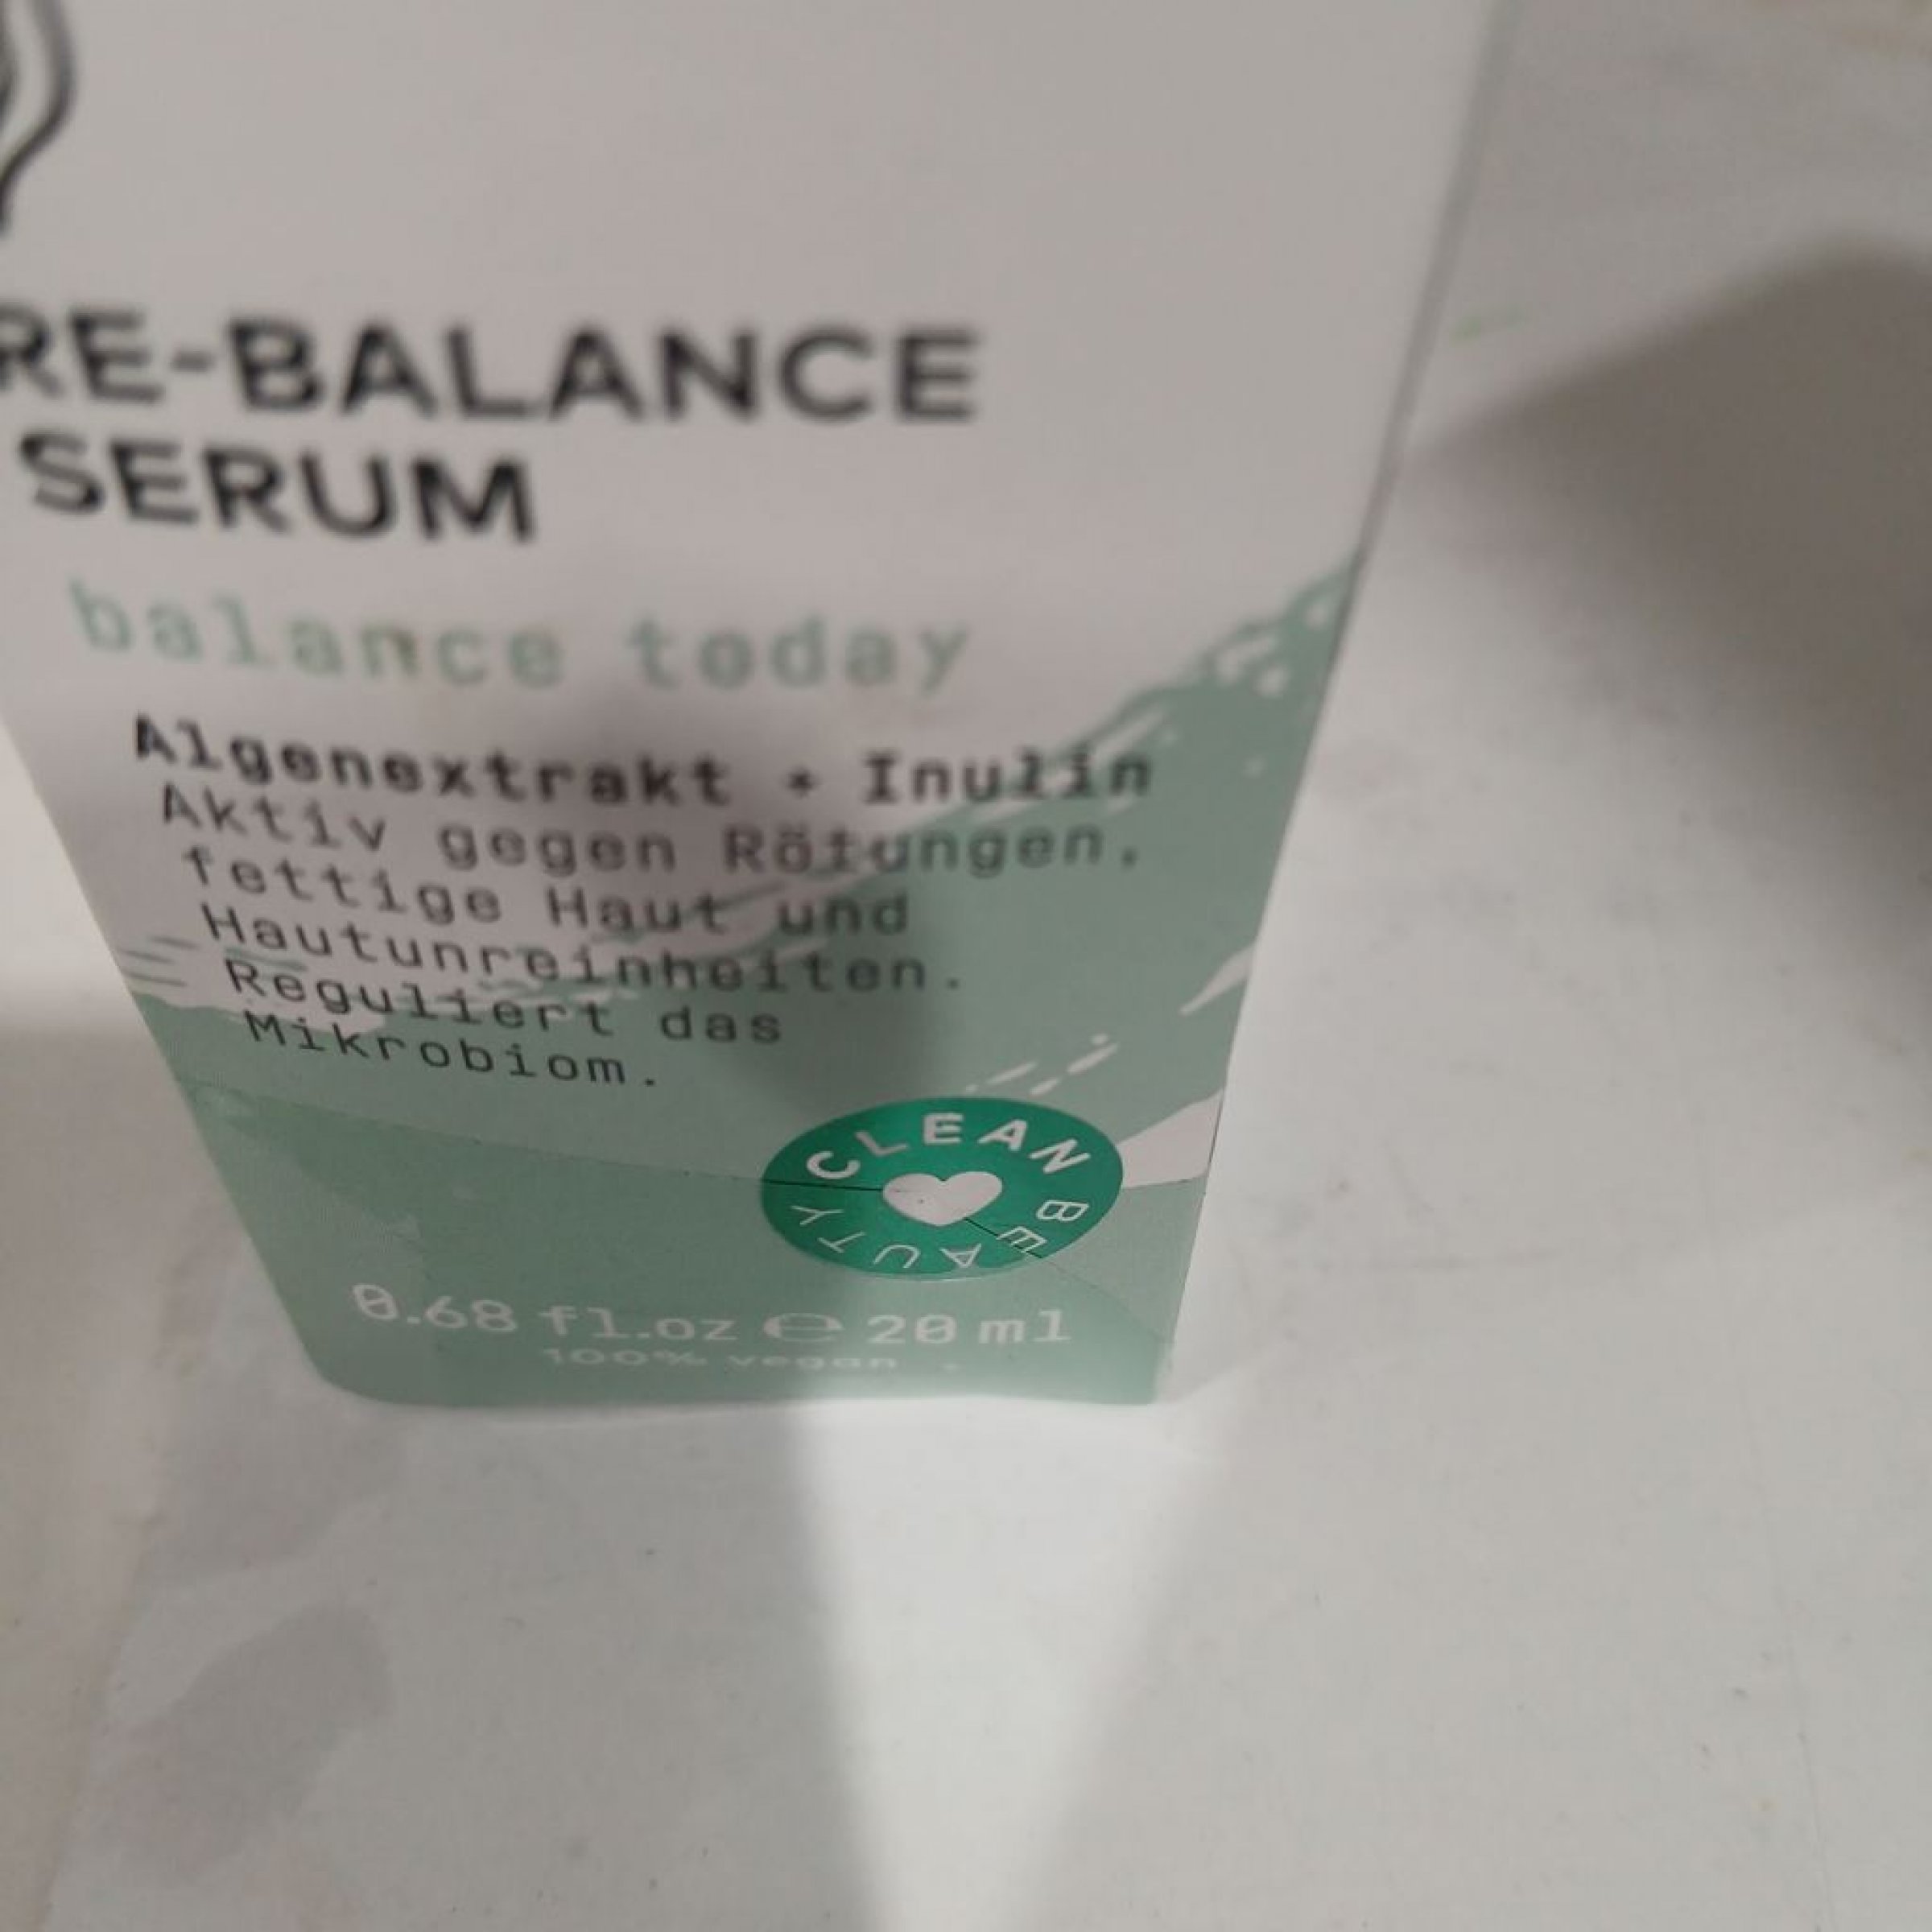 RE-BALANCE
SERUM
balance today
Algenextrakt + Inulin
Aktiv gegen Rötungen,
fettige Haut und
Hautunreinheiten.
Reguliert das
Mikrobiom.
CLEAN BEAUTY
0.68 fl.oz ℮ 20 ml
100% vegan